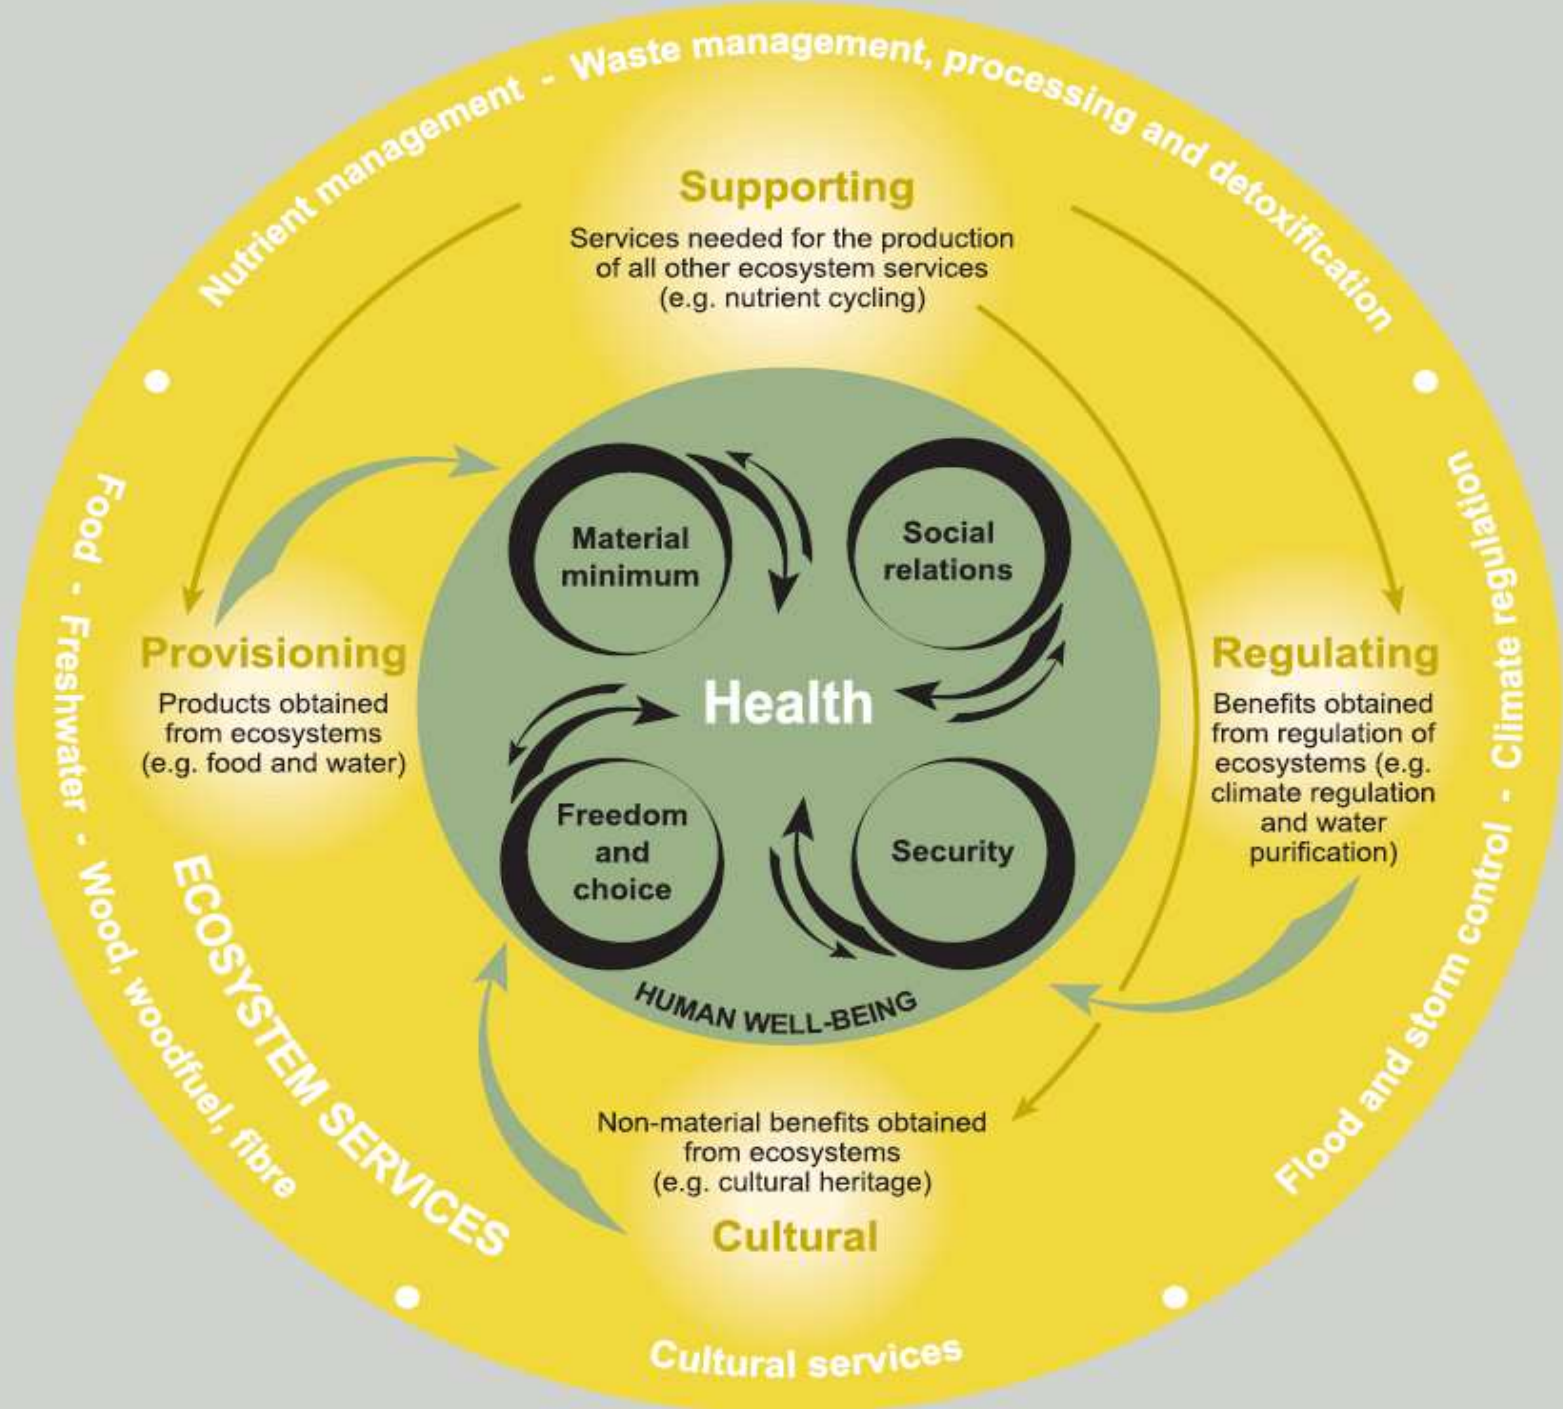 Nutrient management - Waste management, processing and detoxification
Supporting
Services needed for the production
of all other ecosystem services
(e.g. nutrient cycling)
Food - Freshwater - Wood, woodfuel, fibre
Flood and storm control - Climate regulation
Material
minimum
Social
relations
Provisioning
Products obtained
from ecosystems
(e.g. food and water)
Health
Regulating
Benefits obtained
from regulation of
ecosystems (e.g.
climate regulation
and water
purification)
Freedom
and
choice
Security
HUMAN WELL-BEING
ECOSYSTEM SERVICES
Non-material benefits obtained
from ecosystems
(e.g. cultural heritage)
Cultural
Cultural services